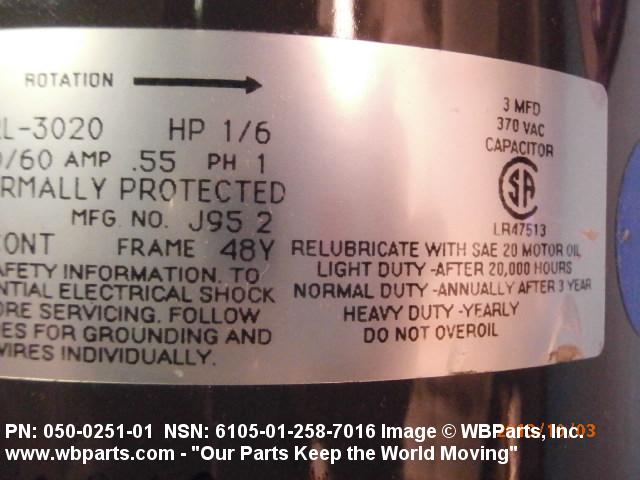 ROTATION
RL-3020 HP 1/6
0/60 AMP .55 PH 1
RMALLY PROTECTED
MFG. NO. J95 2
CONT FRAME 48Y
AFETY INFORMATION. TO
NTIAL ELECTRICAL SHOCK
ORE SERVICING. FOLLOW
ES FOR GROUNDING AND
WIRES INDIVIDUALLY.
3 MFD
370 VAC
CAPACITOR
SA
LR47513
RELUBRICATE WITH SAE 20 MOTOR OIL
LIGHT DUTY -AFTER 20,000 HOURS
NORMAL DUTY -ANNUALLY AFTER 3 YEAR
HEAVY DUTY -YEARLY
DO NOT OVEROIL
PN: 050-0251-01 NSN: 6105-01-258-7016 Image © WBParts, Inc.
www.wbparts.com - "Our Parts Keep the World Moving"